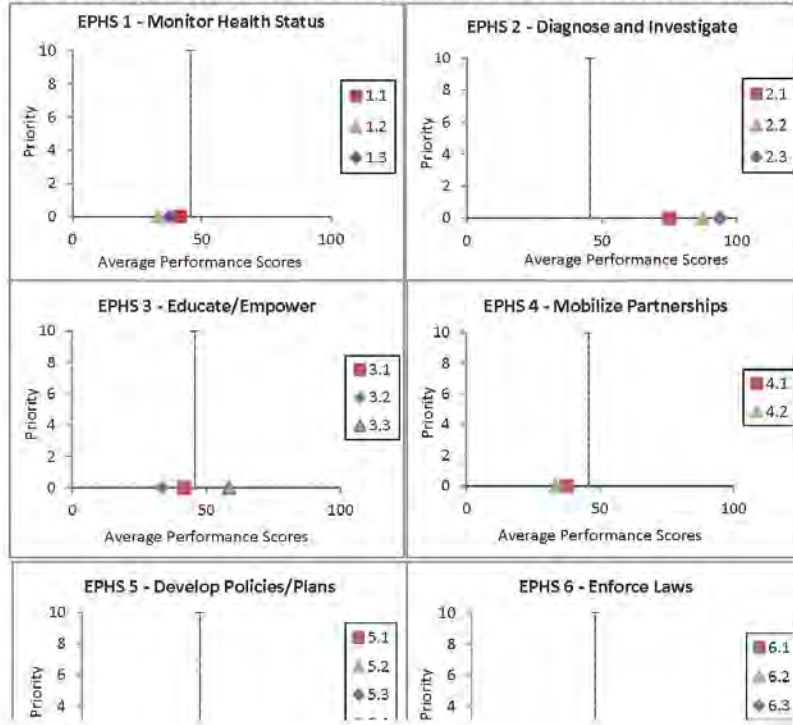 EPHS 1 - Monitor Health Status
10
8
6
4
2
0
Priority
0 50 100
Average Performance Scores
1.1
1.2
1.3
EPHS 2 - Diagnose and Investigate
10
8
6
4
2
0
Priority
0 50 100
Average Performance Scores
2.1
2.2
2.3
EPHS 3 - Educate/Empower
10
8
6
4
2
0
Priority
0 50 100
Average Performance Scores
3.1
3.2
3.3
EPHS 4 - Mobilize Partnerships
10
8
6
4
2
0
Priority
0 50 100
Average Performance Scores
4.1
4.2
EPHS 5 - Develop Policies/Plans
10
8
6
4
Priority
5.1
5.2
5.3
EPHS 6 - Enforce Laws
10
8
6
4
Priority
6.1
6.2
6.3